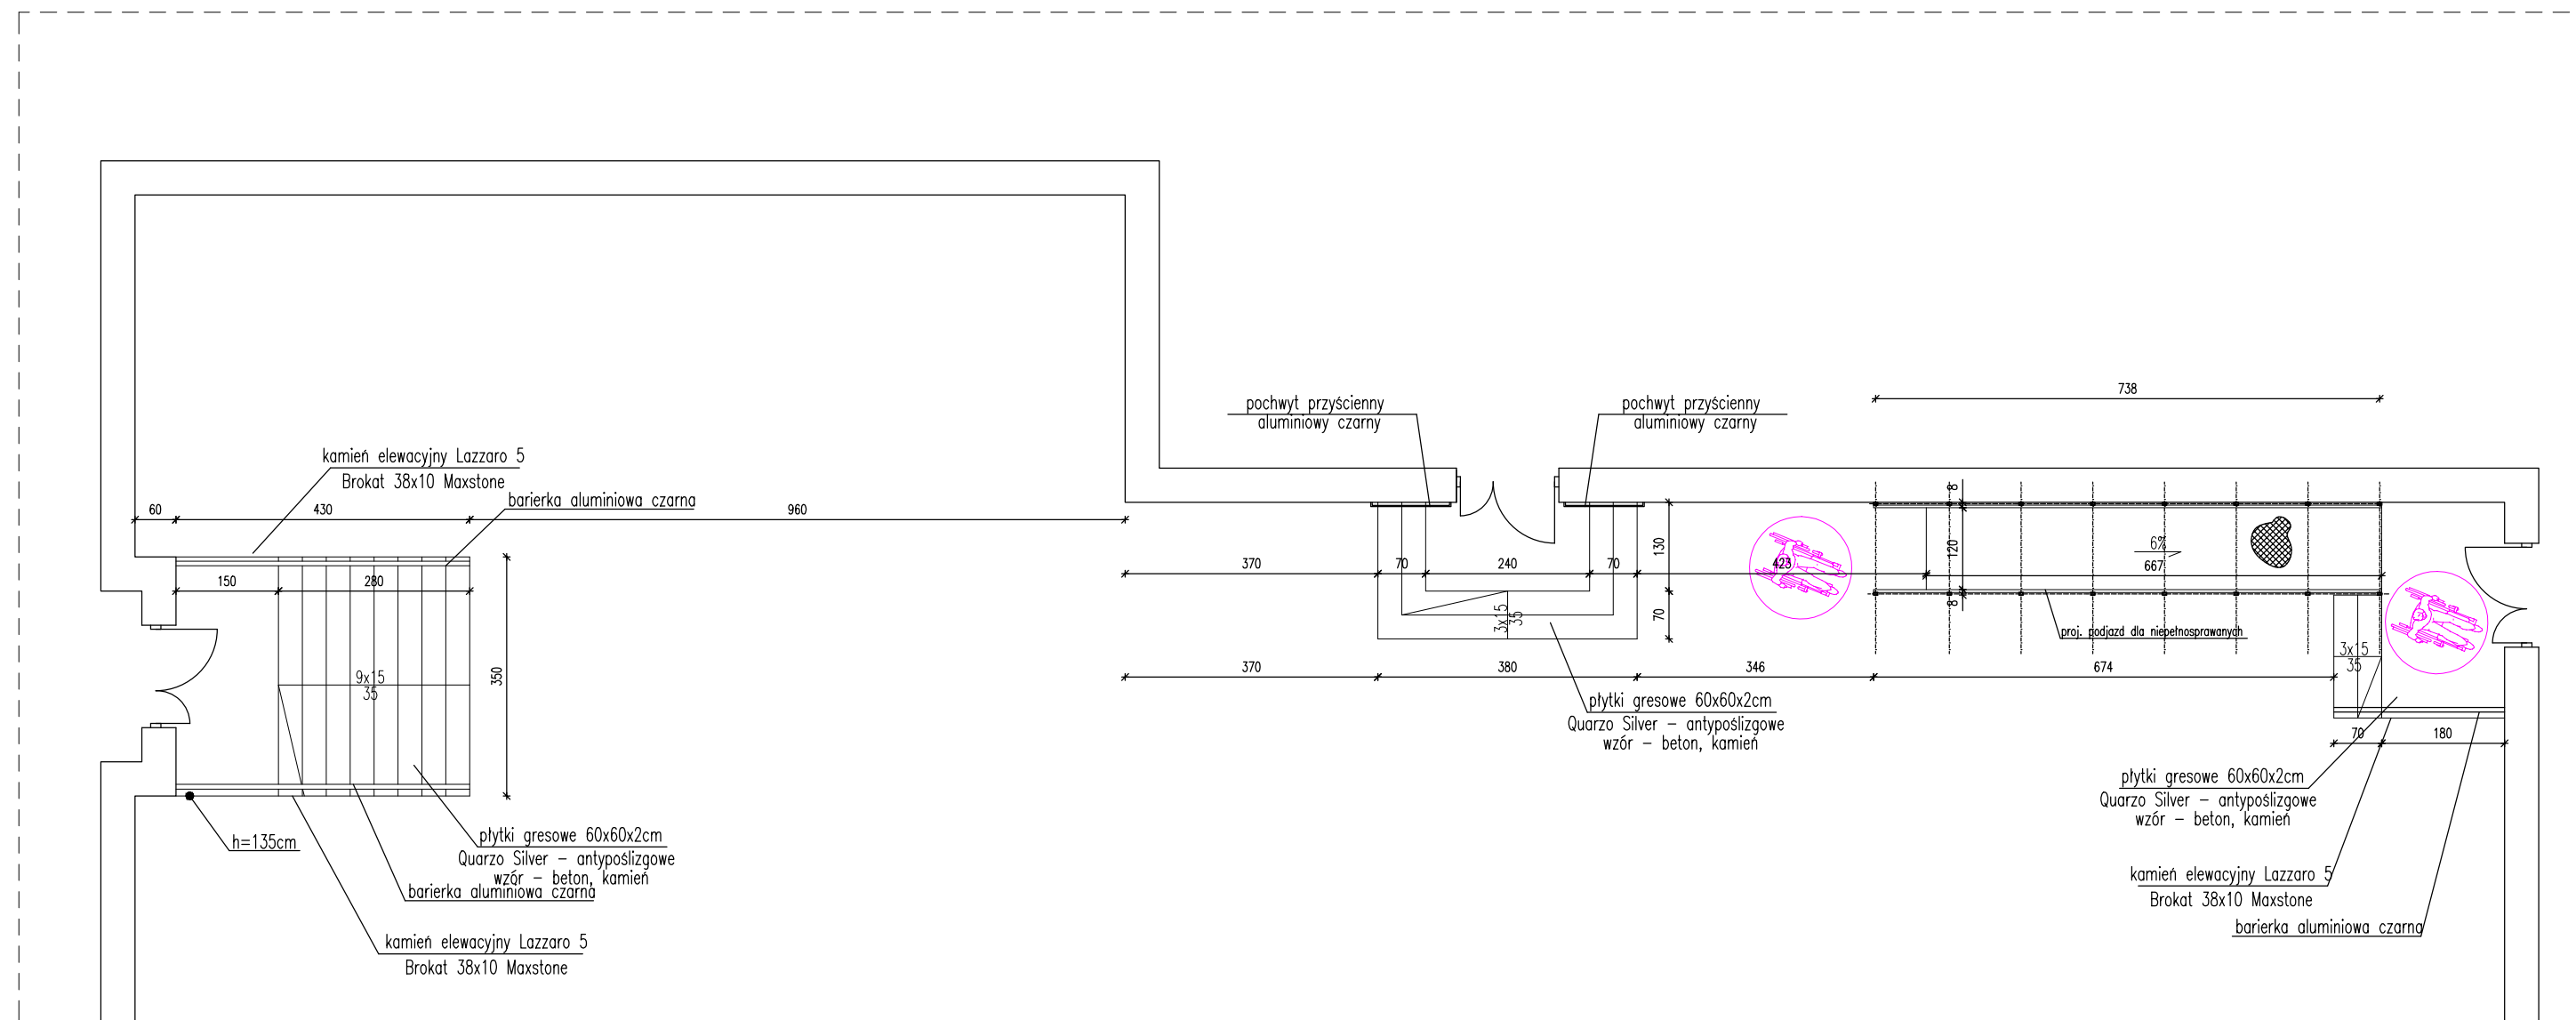 738
pochwyt przyścienny
aluminiowy czarny
pochwyt przyścienny
aluminiowy czarny
kamień elewacyjny Lazzaro 5
Brokat 38x10 Maxstone
barierka aluminiowa czarna
60
430
960
8
130
120
6%
667
370
70
240
70
423
150
280
8
70
3x15
35
proj. podjazd dla niepełnosprawanych
350
9x15
35
3x15
35
370
380
346
674
płytki gresowe 60x60x2cm
Quarzo Silver – antypoślizgowe
wzór – beton, kamień
70
180
płytki gresowe 60x60x2cm
Quarzo Silver – antypoślizgowe
wzór – beton, kamień
h=135cm
płytki gresowe 60x60x2cm
Quarzo Silver – antypoślizgowe
wzór – beton, kamień
barierka aluminiowa czarna
kamień elewacyjny Lazzaro 5
Brokat 38x10 Maxstone
barierka aluminiowa czarna
kamień elewacyjny Lazzaro 5
Brokat 38x10 Maxstone